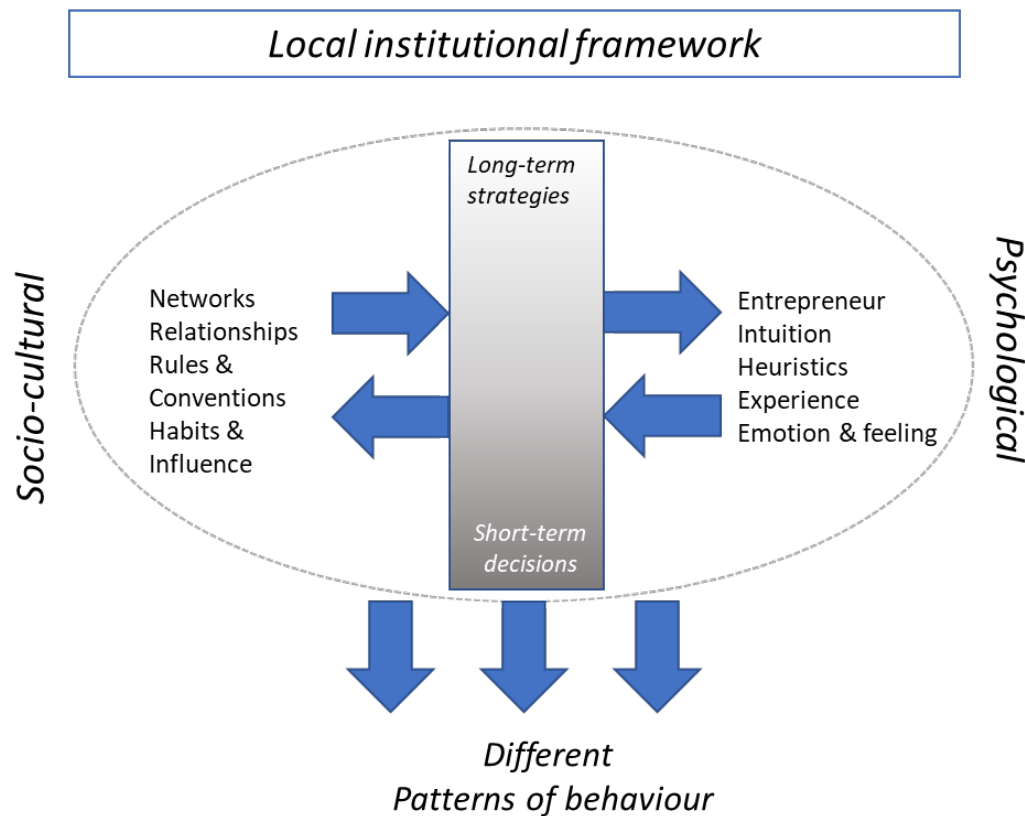 Local institutional framework
Long-term
strategies
Socio-cultural
Networks
Relationships
Rules &
Conventions
Habits &
Influence
Entrepreneur
Intuition
Heuristics
Experience
Emotion & feeling
Psychological
Short-term
decisions
Different
Patterns of behaviour